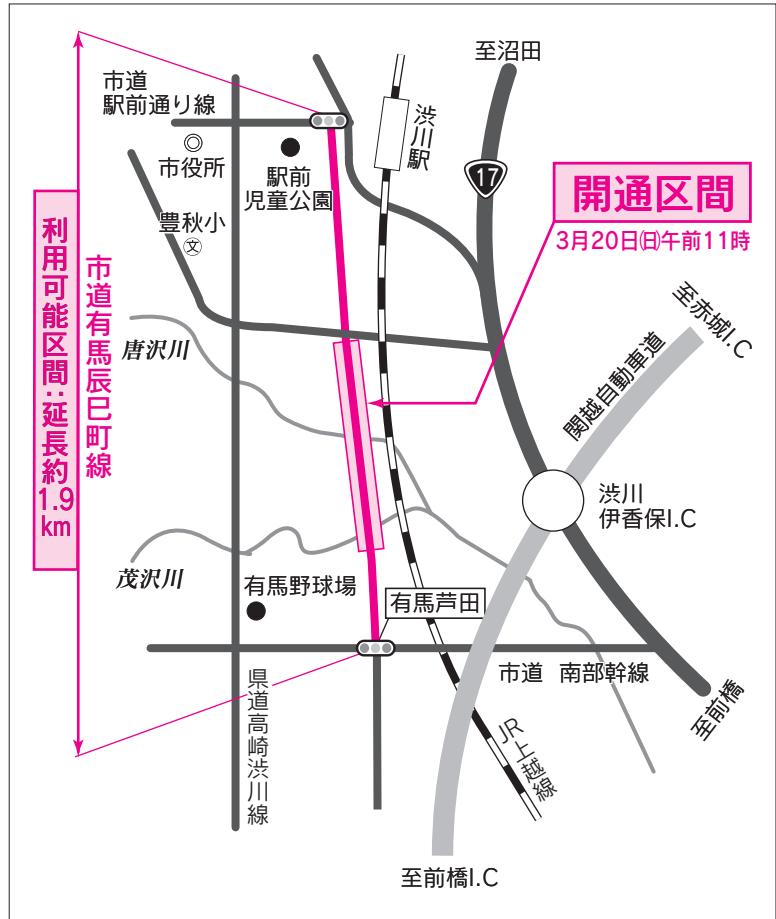 至沼田
市道
駅前通り線
渋川駅
市役所
駅前
児童公園
17
開通区間
3月20日㈰午前11時
豊秋小
文
利用可能区間:延長約1.9km
市道有馬辰巳町線
唐沢川
至赤城I.C
関越自動車道
渋川
伊香保I.C
茂沢川
有馬野球場
有馬芦田
市道 南部幹線
県道高崎渋川線
JR上越線
至前橋
至前橋I.C